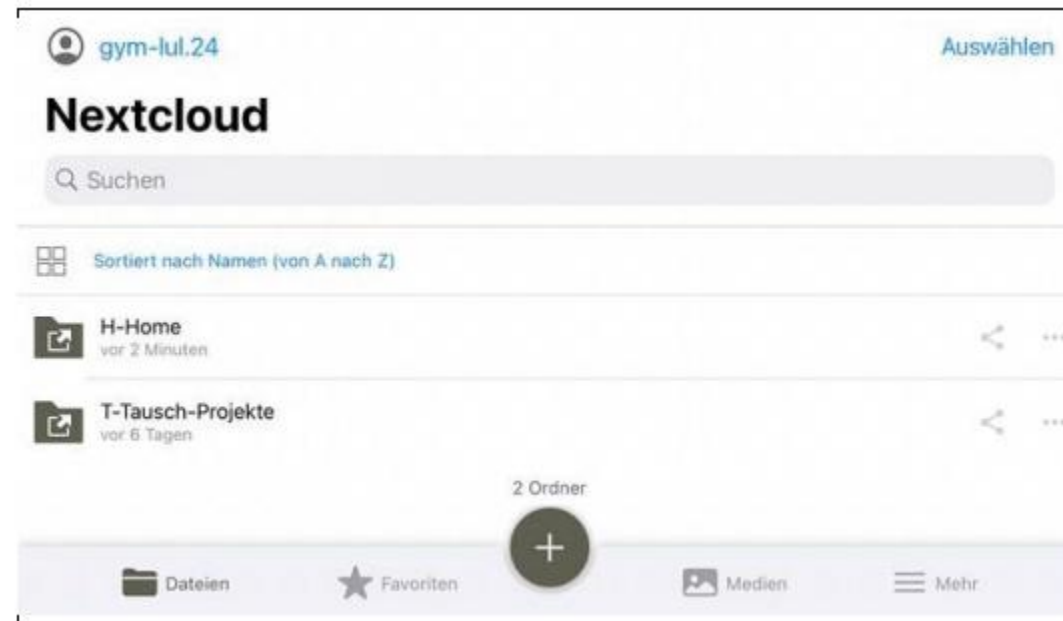 gym-lul.24
Auswählen
Nextcloud
Suchen
Sortiert nach Namen (von A nach Z)
H-Home
vor 2 Minuten
T-Tausch-Projekte
vor 6 Tagen
2 Ordner
Dateien
Favoriten
Medien
Mehr